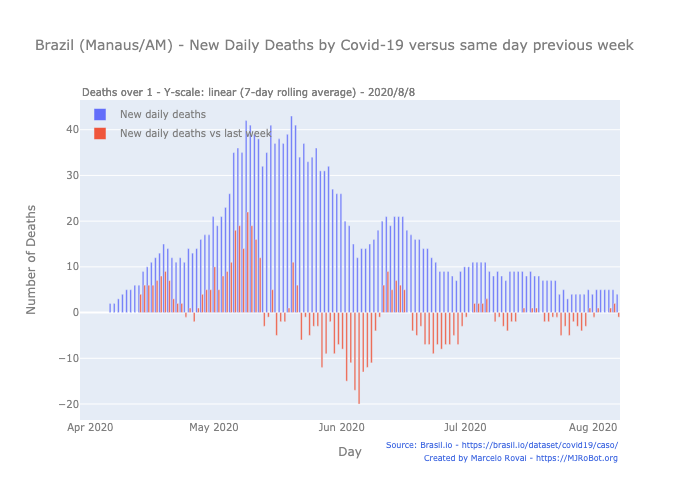 Brazil (Manaus/AM) - New Daily Deaths by Covid-19 versus same day previous week
Deaths over 1 - Y-scale: linear (7-day rolling average) - 2020/8/8
New daily deaths
New daily deaths vs last week
40
30
20
10
0
−10
−20
Number of Deaths
Apr 2020 May 2020 Jun 2020 Jul 2020 Aug 2020
Day
Source: Brasil.io - https://brasil.io/dataset/covid19/caso/
Created by Marcelo Rovai - https://MJRoBot.org